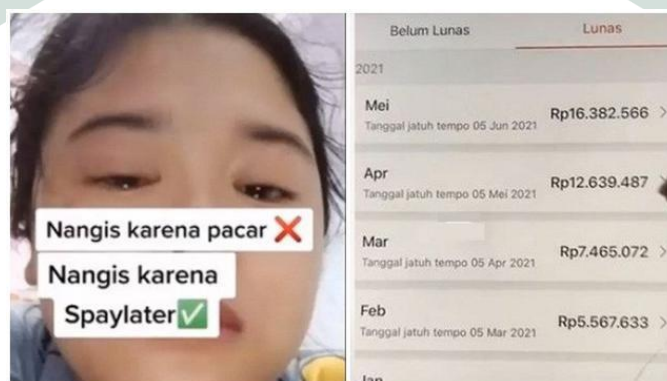 Nangis karena pacar ❌
Nangis karena
Spaylater ✅
Belum Lunas
Lunas
2021
Mei
Rp16.382.566
Tanggal jatuh tempo 05 Jun 2021
Apr
Rp12.639.487
Tanggal jatuh tempo 05 Mei 2021
Mar
Rp7.465.072
Tanggal jatuh tempo 05 Apr 2021
Feb
Rp5.567.633
Tanggal jatuh tempo 05 Mar 2021
Jan